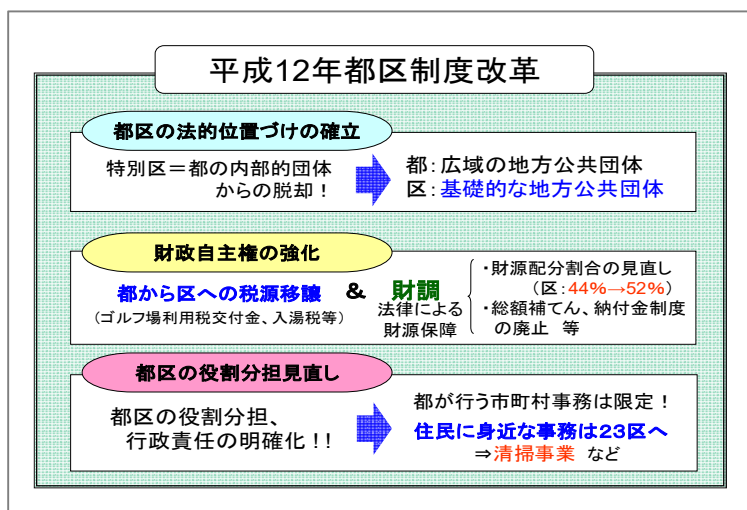 平成12年都区制度改革
都区の法的位置づけの確立
特別区＝都の内部的団体
からの脱却！
都：広域の地方公共団体
区：基礎的な地方公共団体
財政自主権の強化
都から区への税源移譲
（ゴルフ場利用税交付金、入湯税等）
&
財調
法律による
財源保障
・財源配分割合の見直し
（区：44%→52%）
・総額補てん、納付金制度
の廃止 等
都区の役割分担見直し
都区の役割分担、
行政責任の明確化！！
都が行う市町村事務は限定！
住民に身近な事務は23区へ
⇒清掃事業 など